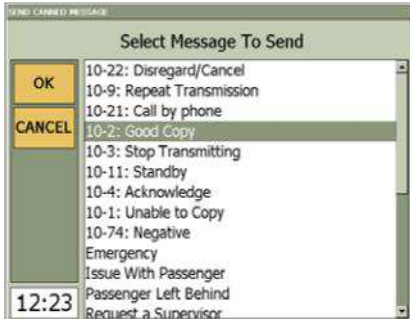 SEND CANNED MESSAGE
Select Message To Send
OK
CANCEL
10-22: Disregard/Cancel
10-9: Repeat Transmission
10-21: Call by phone
10-2: Good Copy
10-3: Stop Transmitting
10-11: Standby
10-4: Acknowledge
10-1: Unable to Copy
10-74: Negative
Emergency
Issue With Passenger
Passenger Left Behind
Request a Supervisor
12:23